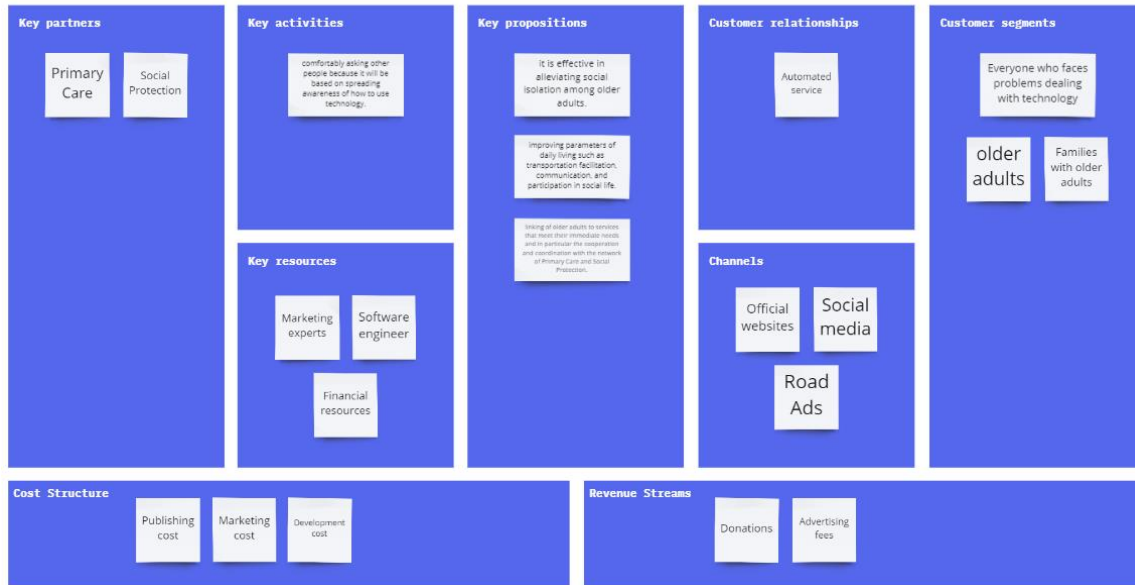 Key partners
Primary
Care
Social
Protection
Key activities
comfortably asking other
people because it will be
based on spreading
awareness of how to use
technology.
Key resources
Marketing
experts
Software
engineer
Financial
resources
Key propositions
It is effective in
alleviating social
isolation among older
adults.
improving parameters of
daily living such as
transportation facilitation,
communication, and
participation in social life.
linking of older adults to services
that meet their immediate needs
and in particular the cooperation
and coordination with the network
of Primary Care and Social
Protection.
Customer relationships
Automated
service
Channels
Official
websites
Social
media
Road
Ads
Customer segments
Everyone who faces
problems dealing
with technology
older
adults
Families
with older
adults
Cost Structure
Publishing
cost
Marketing
cost
Development
cost
Revenue Streams
Donations
Advertising
fees